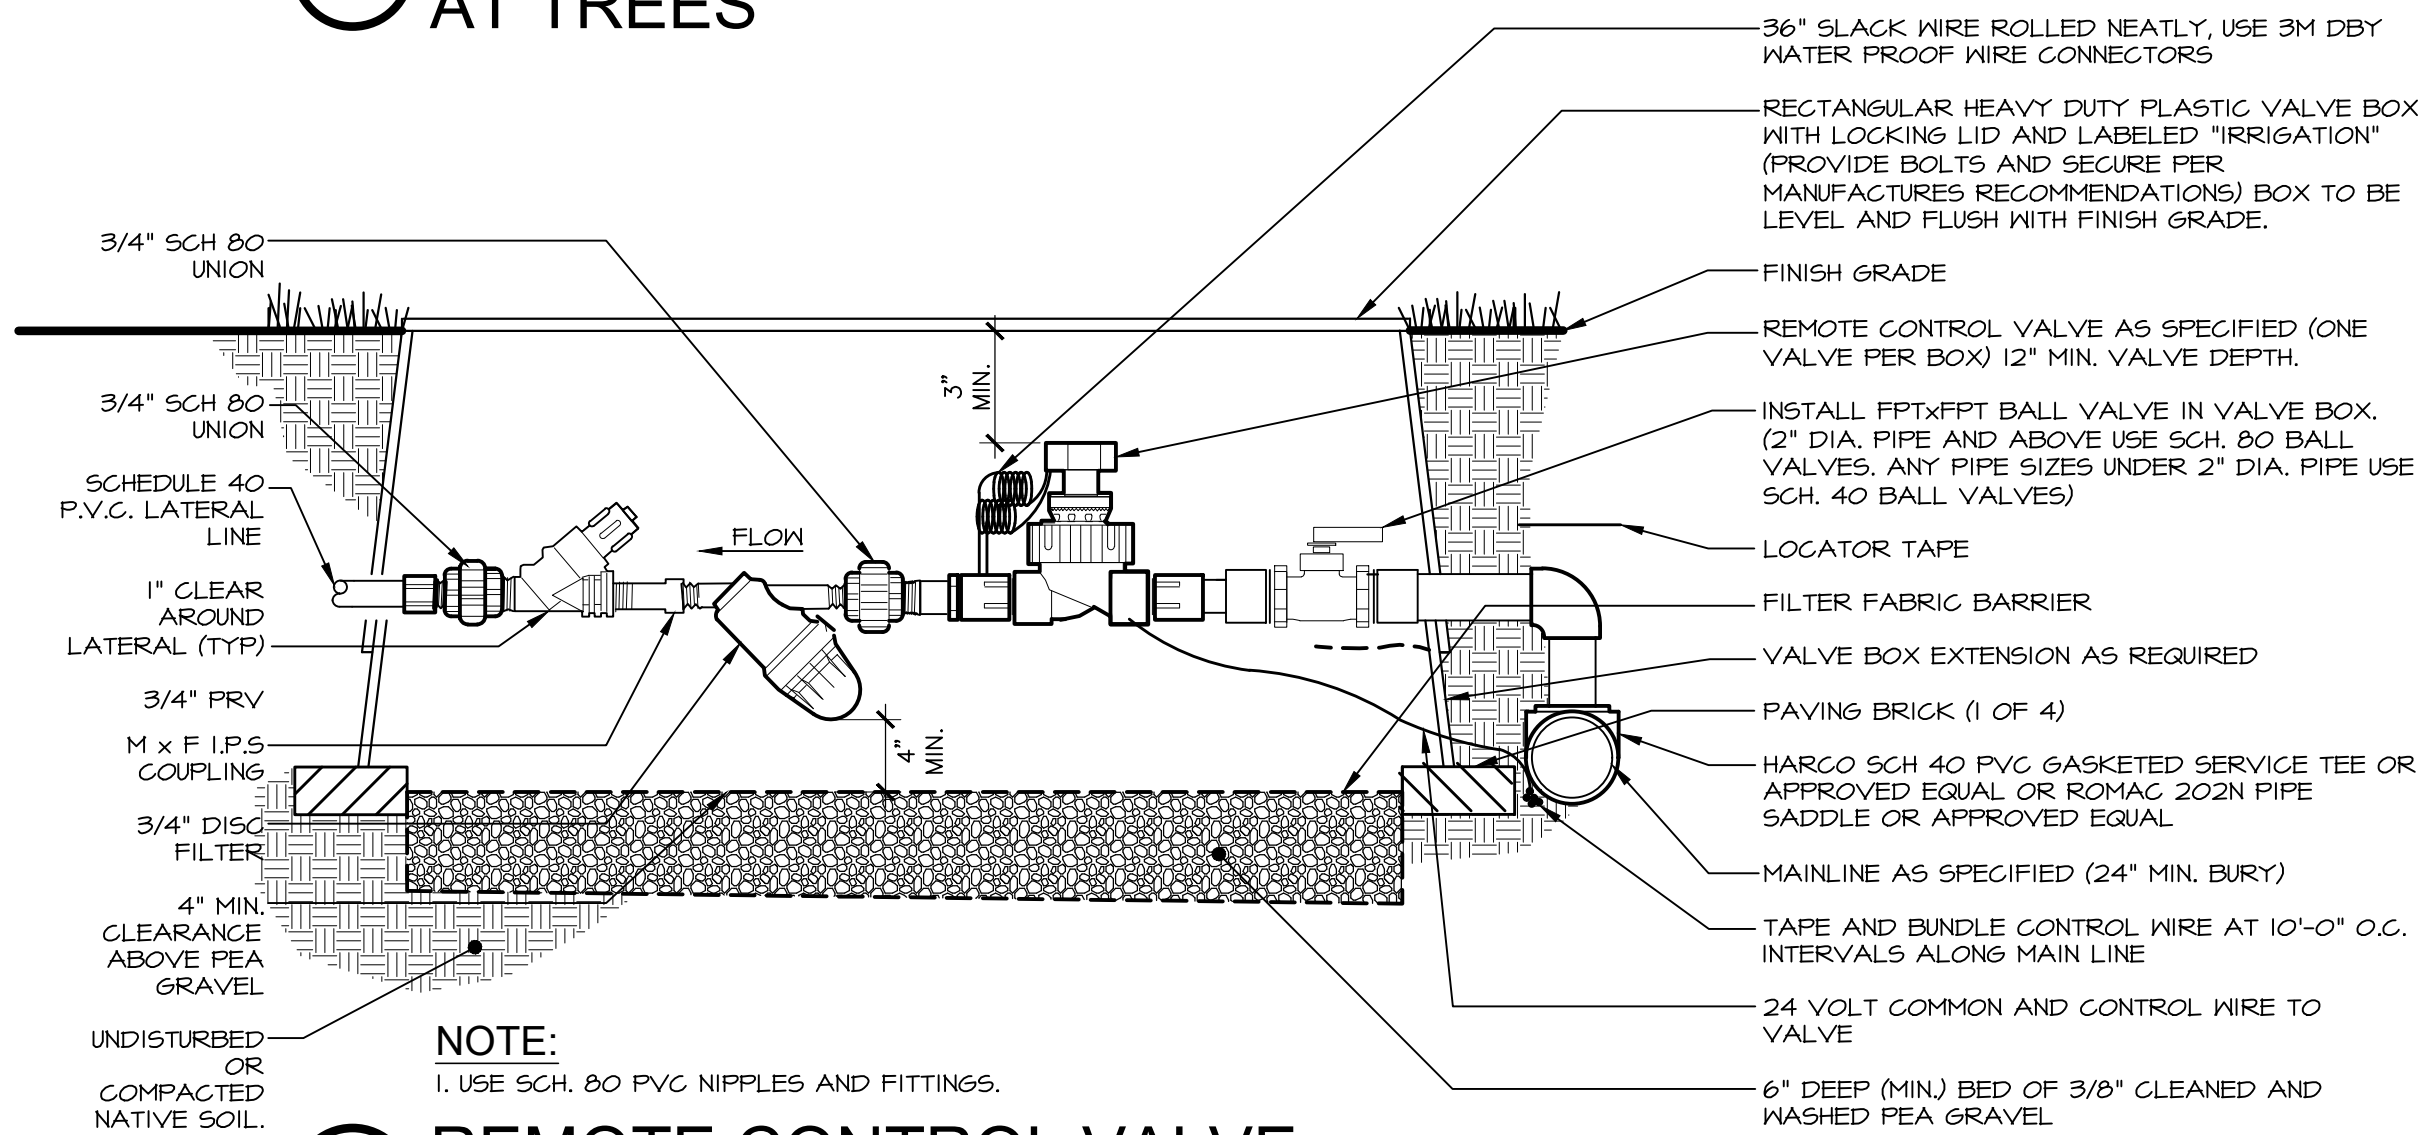 AT TREES
36" SLACK WIRE ROLLED NEATLY, USE 3M DBY
WATER PROOF WIRE CONNECTORS
RECTANGULAR HEAVY DUTY PLASTIC VALVE BOX
WITH LOCKING LID AND LABELED "IRRIGATION"
(PROVIDE BOLTS AND SECURE PER
MANUFACTURES RECOMMENDATIONS) BOX TO BE
LEVEL AND FLUSH WITH FINISH GRADE.
FINISH GRADE
REMOTE CONTROL VALVE AS SPECIFIED (ONE
VALVE PER BOX) 12" MIN. VALVE DEPTH.
INSTALL FPTxFPT BALL VALVE IN VALVE BOX.
(2" DIA. PIPE AND ABOVE USE SCH. 80 BALL
VALVES. ANY PIPE SIZES UNDER 2" DIA. PIPE USE
SCH. 40 BALL VALVES)
LOCATOR TAPE
FILTER FABRIC BARRIER
VALVE BOX EXTENSION AS REQUIRED
PAVING BRICK (1 OF 4)
HARCO SCH 40 PVC GASKETED SERVICE TEE OR
APPROVED EQUAL OR ROMAC 202N PIPE
SADDLE OR APPROVED EQUAL
MAINLINE AS SPECIFIED (24" MIN. BURY)
TAPE AND BUNDLE CONTROL WIRE AT 10'-0" O.C.
INTERVALS ALONG MAIN LINE
24 VOLT COMMON AND CONTROL WIRE TO
VALVE
6" DEEP (MIN.) BED OF 3/8" CLEANED AND
WASHED PEA GRAVEL
3/4" SCH 80
UNION
3/4" SCH 80
UNION
SCHEDULE 40
P.V.C. LATERAL
LINE
1" CLEAR
AROUND
LATERAL (TYP)
3/4" PRV
M x F I.P.S
COUPLING
3/4" DISC
FILTER
4" MIN.
CLEARANCE
ABOVE PEA
GRAVEL
UNDISTURBED
OR
COMPACTED
NATIVE SOIL.
3"
MIN.
FLOW
4"
MIN.
NOTE:
1. USE SCH. 80 PVC NIPPLES AND FITTINGS.
REMOTE CONTROL VALVE